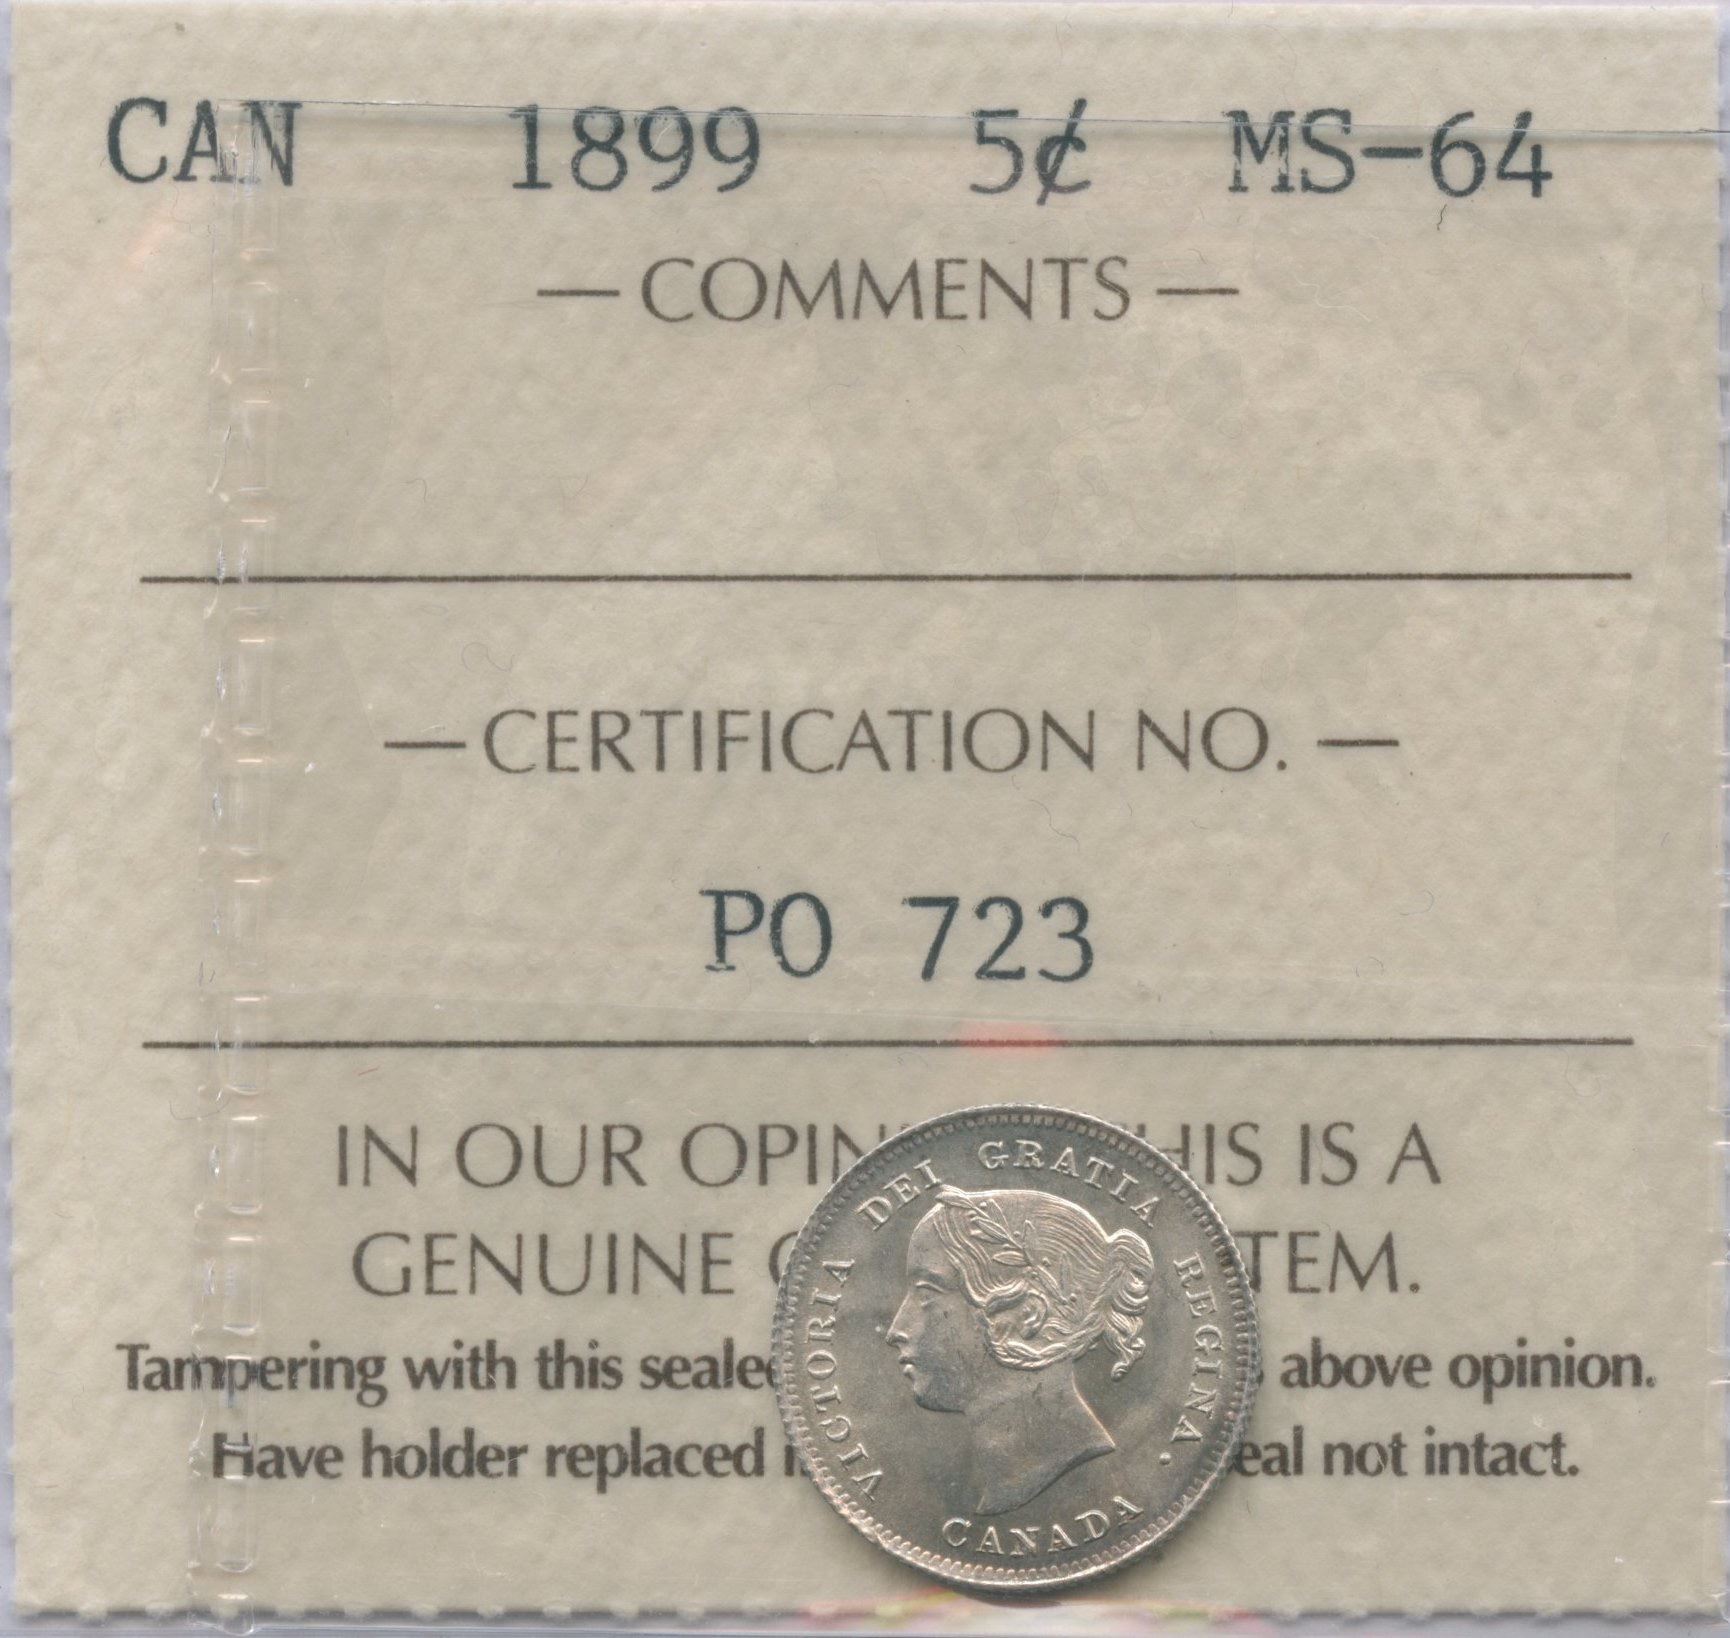 CAN 1899 5¢ MS-64
— COMMENTS —
— CERTIFICATION NO. —
PO 723
IN OUR OPIN HIS IS A
GENUINE TEM.
Tampering with this seale above opinion.
Have holder replaced eal not intact.
VICTORIA DEI GRATIA REGINA.
CANADA